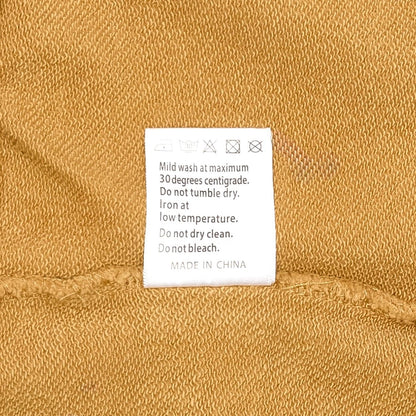 Mild wash at maximum
30 degrees centigrade.
Do not tumble dry.
Iron at
low temperature.
Do not dry clean.
Do not bleach.
MADE IN CHINA